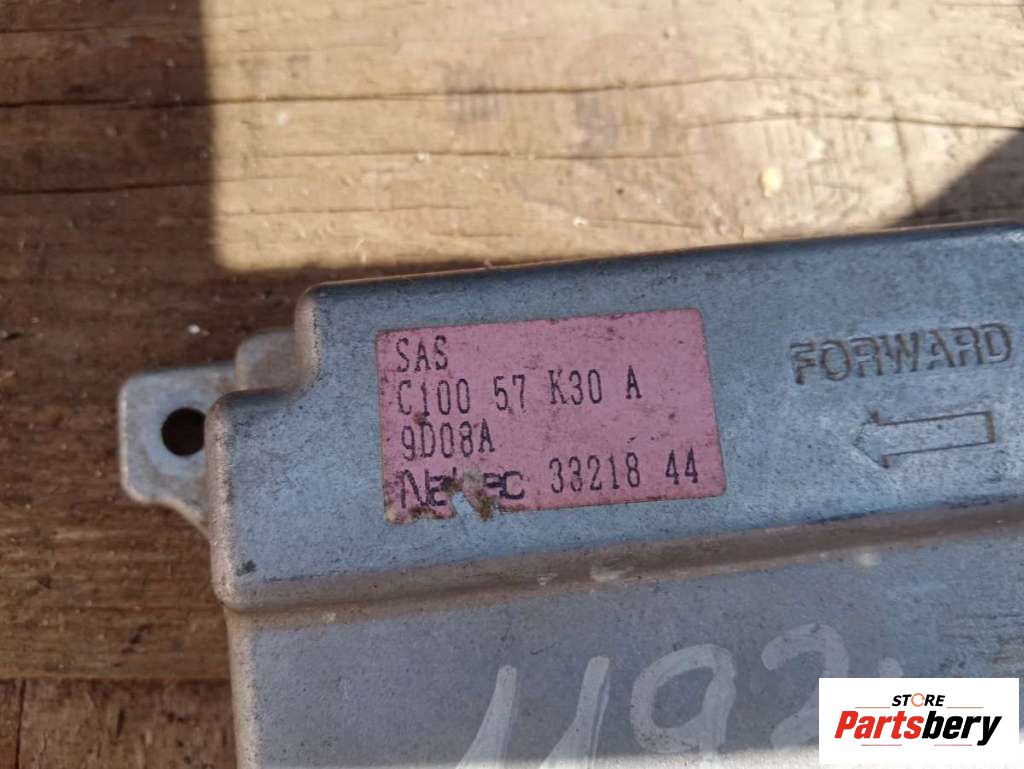 SAS
C100 57 K30 A
9D08A
33218 44
FORWARD
STORE
Partsbery